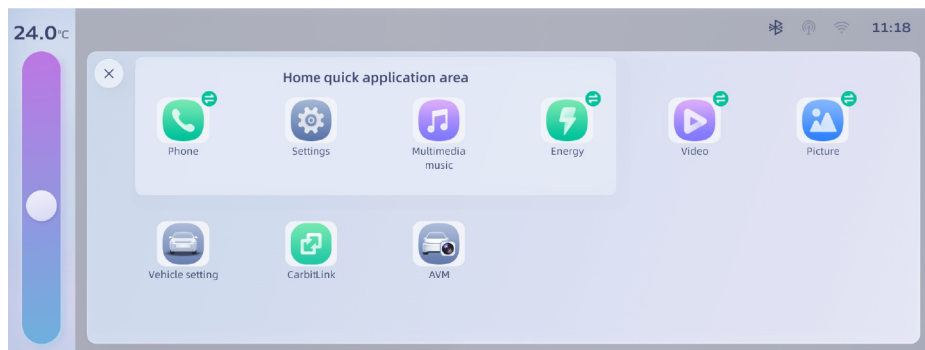 24.0°C
11:18
Home quick application area
Phone
Settings
Multimedia
music
Energy
Video
Picture
Vehicle setting
CarbitLink
AVM